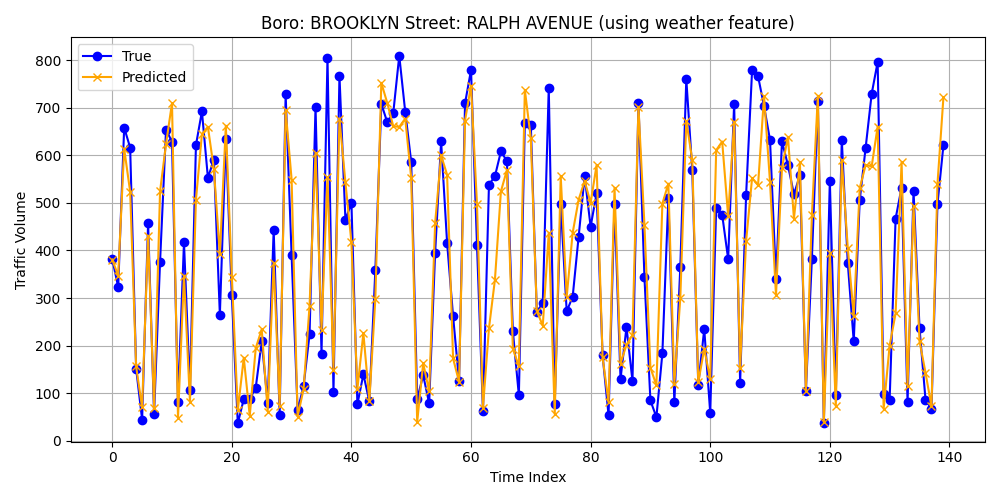 Boro: BROOKLYN Street: RALPH AVENUE (using weather feature)
True
Predicted
Traffic Volume
800
700
600
500
400
300
200
100
0
0 20 40 60 80 100 120 140
Time Index